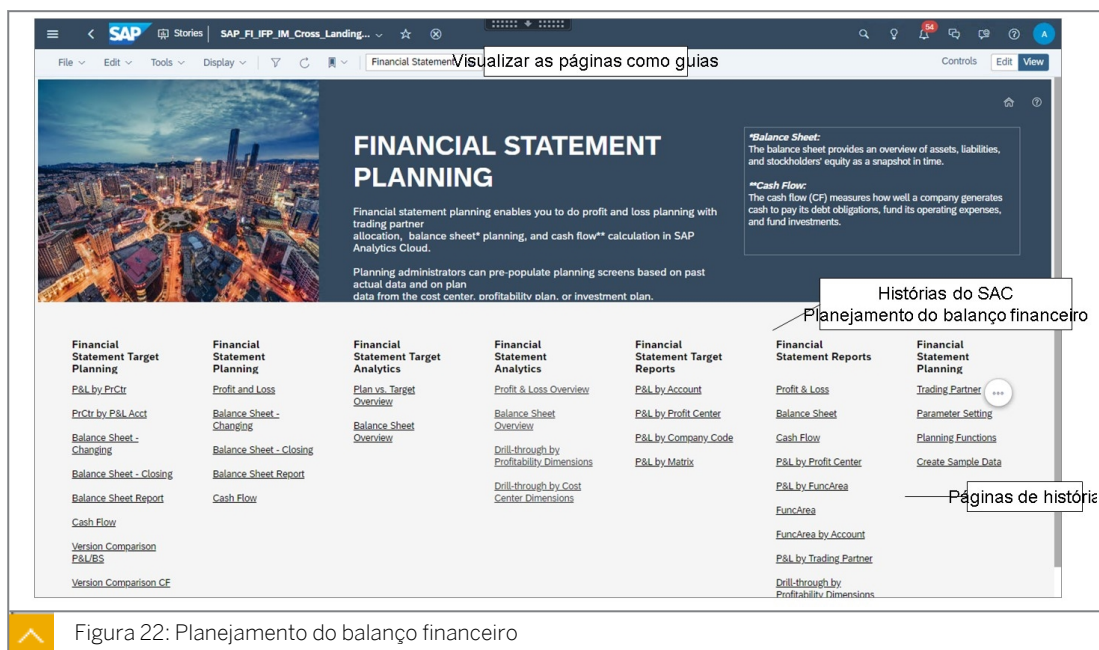 SAP Stories SAP_FI_IFP_IM_Cross_Landing... 54 A
File Edit Tools Display Financial Statement Controls Edit View
Visualizar as páginas como guias
FINANCIAL STATEMENT
PLANNING
Financial statement planning enables you to do profit and loss planning with
trading partner
allocation, balance sheet* planning, and cash flow** calculation in SAP
Analytics Cloud.
Planning administrators can pre-populate planning screens based on past
actual data and on plan
data from the cost center, profitability plan, or investment plan.
*Balance Sheet:
The balance sheet provides an overview of assets, liabilities,
and stockholders' equity as a snapshot in time.
**Cash Flow:
The cash flow (CF) measures how well a company generates
cash to pay its debt obligations, fund its operating expenses,
and fund investments.
Histórias do SAC
Planejamento do balanço financeiro
Financial
Statement Target
Planning
P&L by PrCtr
PrCtr by P&L Acct
Balance Sheet -
Changing
Balance Sheet - Closing
Balance Sheet Report
Cash Flow
Version Comparison
P&L/BS
Version Comparison CF
Financial
Statement
Planning
Profit and Loss
Balance Sheet -
Changing
Balance Sheet - Closing
Balance Sheet Report
Cash Flow
Financial
Statement Target
Analytics
Plan vs. Target
Overview
Balance Sheet
Overview
Financial
Statement
Analytics
Profit & Loss Overview
Balance Sheet
Overview
Drill-through by
Profitability Dimensions
Drill-through by Cost
Center Dimensions
Financial
Statement Target
Reports
P&L by Account
P&L by Profit Center
P&L by Company Code
P&L by Matrix
Financial
Statement Reports
Profit & Loss
Balance Sheet
Cash Flow
P&L by Profit Center
P&L by FuncArea
FuncArea
FuncArea by Account
P&L by Trading Partner
Drill-through by
Profitability Dimensions
Financial
Statement
Planning
Trading Partner
Parameter Setting
Planning Functions
Create Sample Data
Páginas de história
Figura 22: Planejamento do balanço financeiro